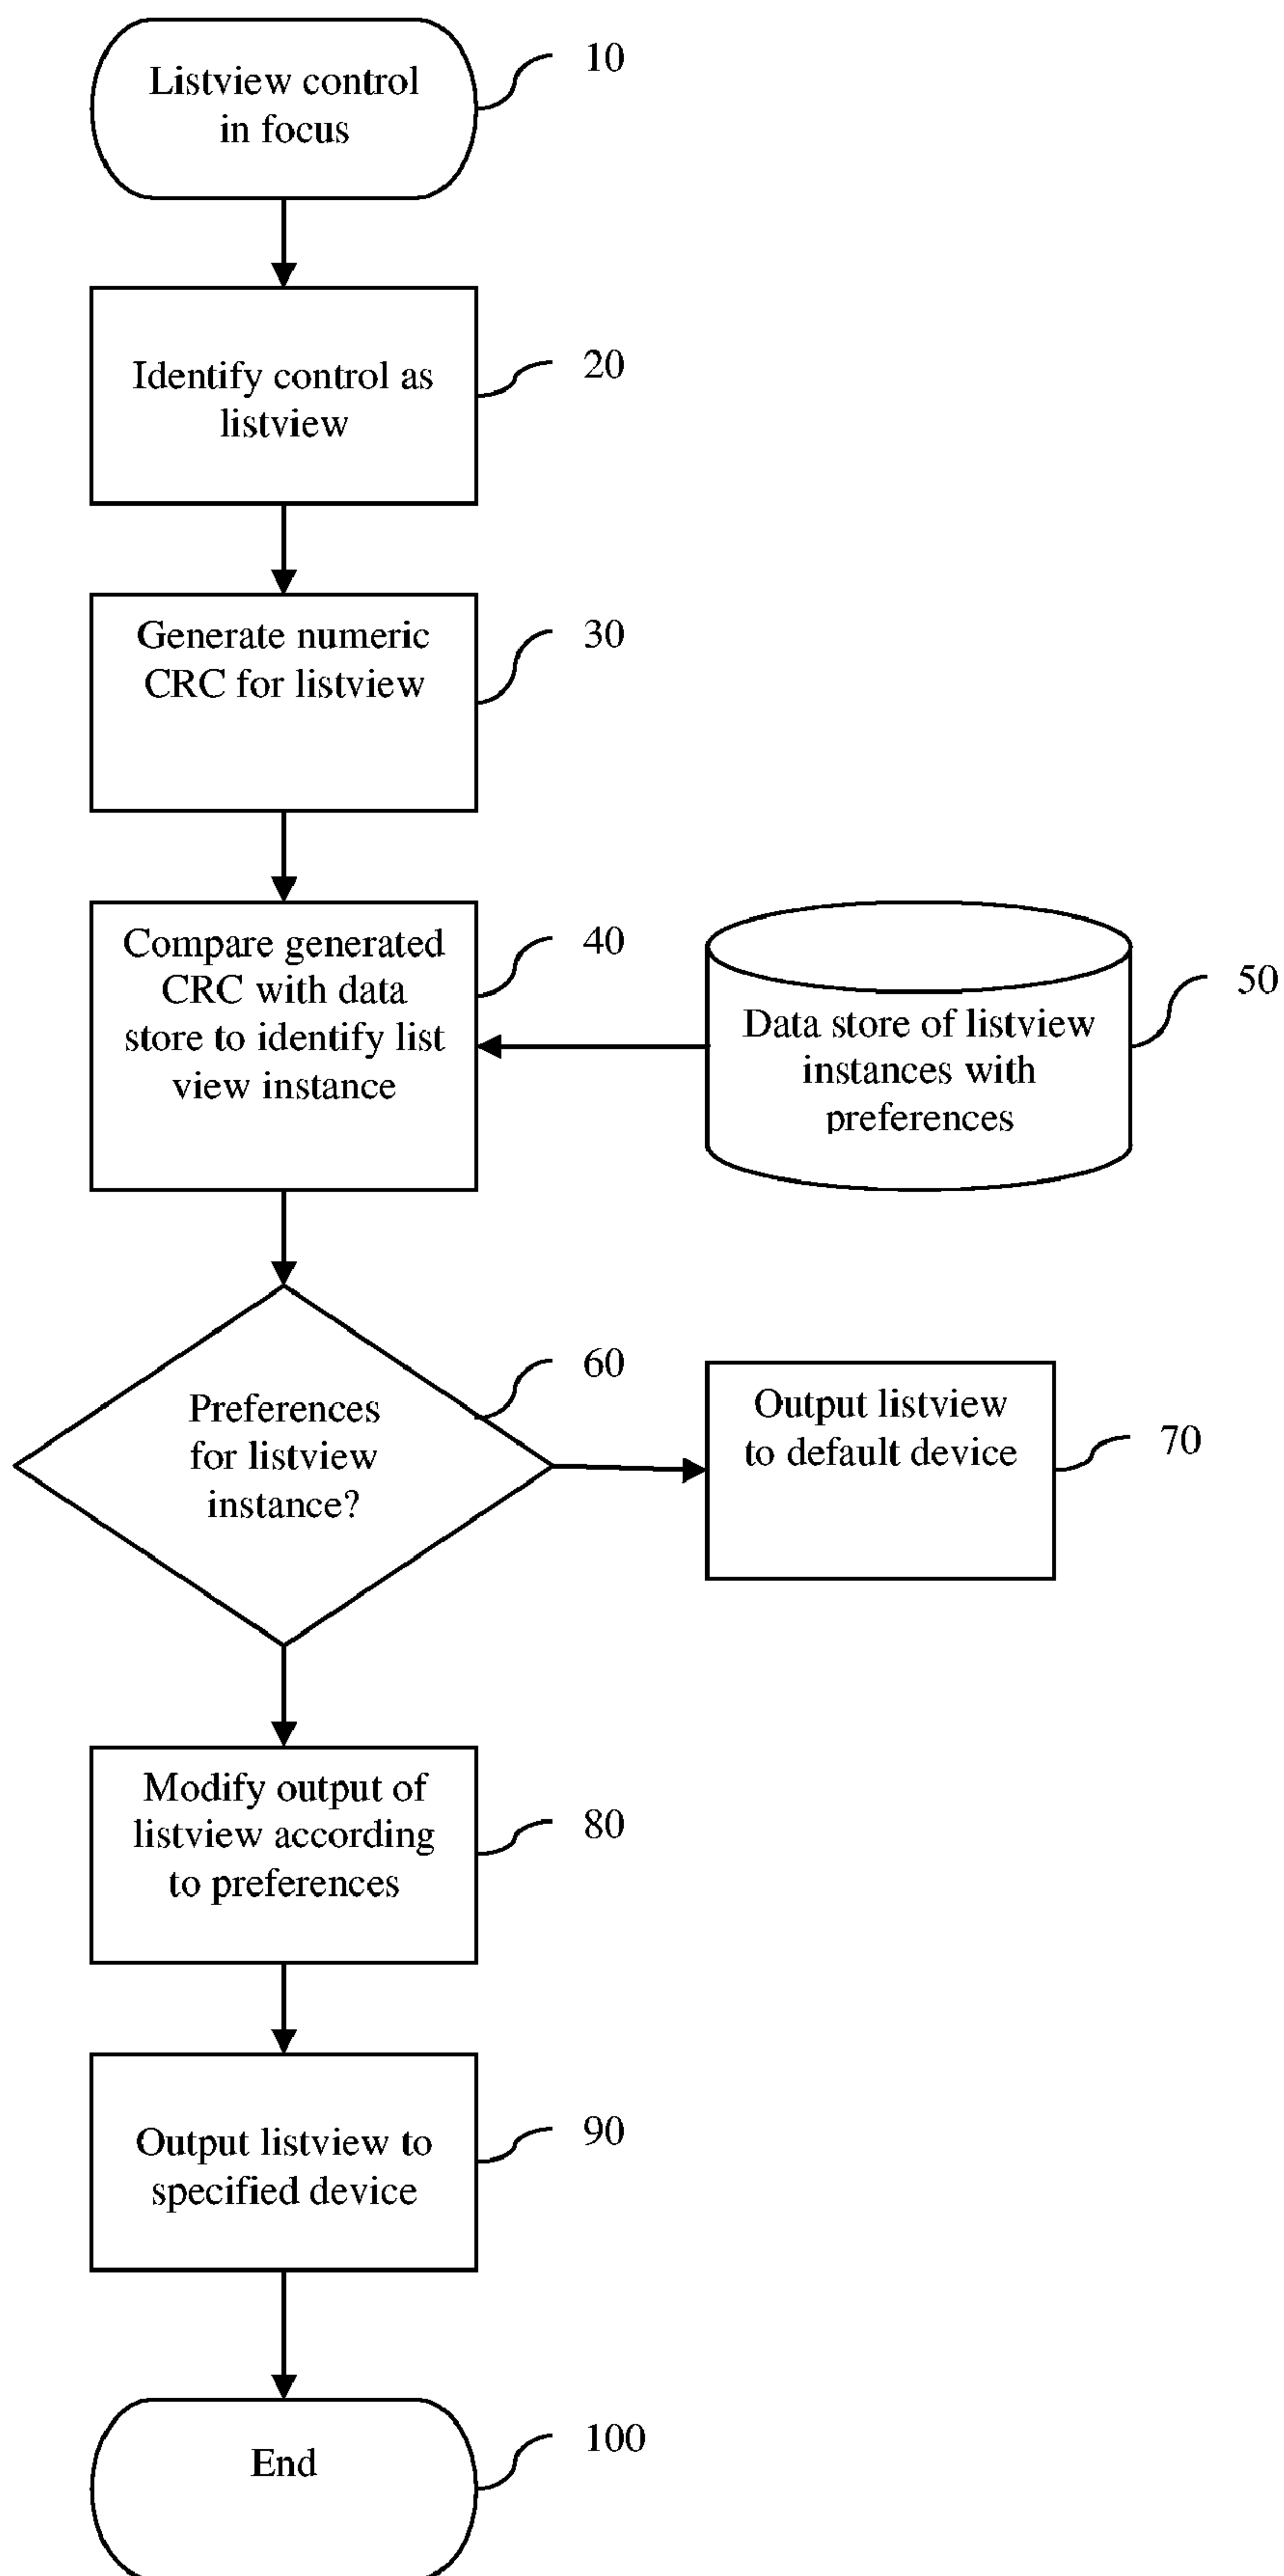 Listview control
in focus
10
Identify control as
listview
20
Generate numeric
CRC for listview
30
Compare generated
CRC with data
store to identify list
view instance
40
Data store of listview
instances with
preferences
50
Preferences
for listview
instance?
60
Output listview
to default device
70
Modify output of
listview according
to preferences
80
Output listview to
specified device
90
End
100